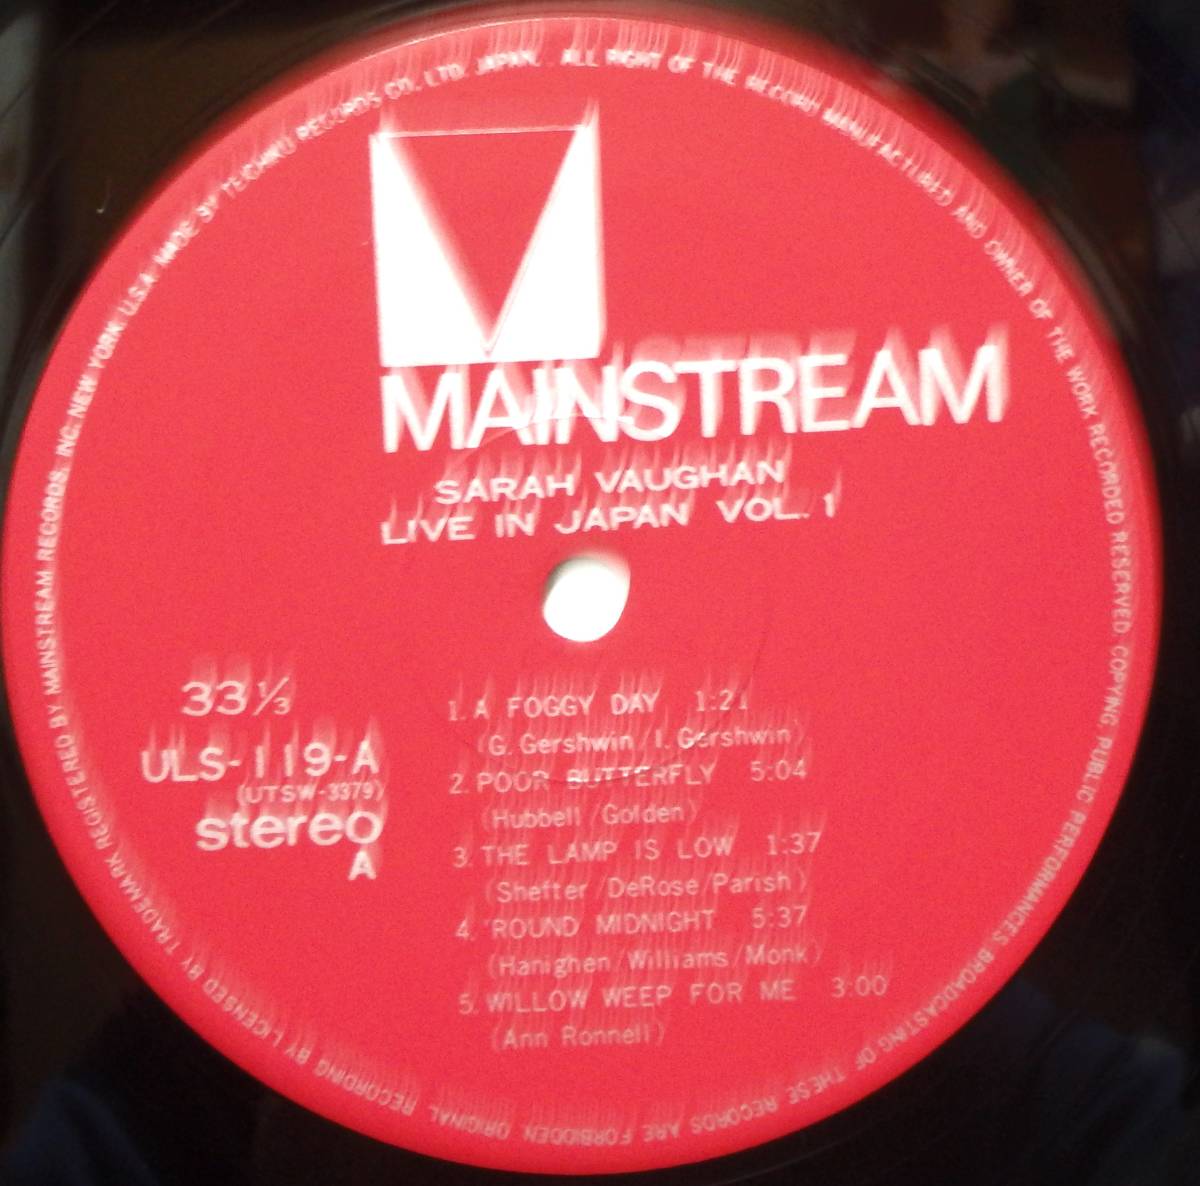 TRADEMARK REGISTERED BY MAINSTREAM RECORDS, INC. NEW YORK. U.S.A. MADE BY TEICHIKU RECORDS CO., LTD. JAPAN. ALL RIGHT OF THE RECORD MANUFACTURED AND OWNER OF THE WORK RECORDED RESERVED. COPYING PUBLIC PERFORMANCES BROADCASTING OF THESE RECORDS ARE FORBIDDEN. ORIGINAL RECORDING BY LICENSED BY
MAINSTREAM
SARAH VAUGHAN
LIVE IN JAPAN VOL. 1
33 1/3
ULS-119-A
(UTSW-3379)
stereo
A
1. A FOGGY DAY 1:21
(G. Gershwin/I. Gershwin)
2. POOR BUTTERFLY 5:04
(Hubbell/Golden)
3. THE LAMP IS LOW 1:37
(Shefter/DeRose/Parish)
4. 'ROUND MIDNIGHT 5:37
(Hanighen/Williams/Monk)
5. WILLOW WEEP FOR ME 3:00
(Ann Ronnell)